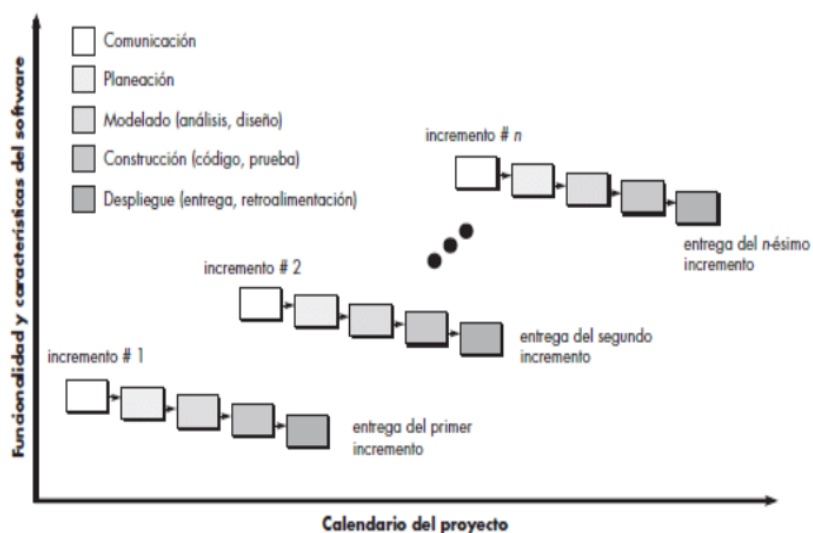 Funcionalidad y características del software
Comunicación
Planeación
Modelado (análisis, diseño)
Construcción (código, prueba)
Despliegue (entrega, retroalimentación)
incremento # n
entrega del n-ésimo
incremento
incremento # 2
entrega del segundo
incremento
incremento # 1
entrega del primer
incremento
Calendario del proyecto